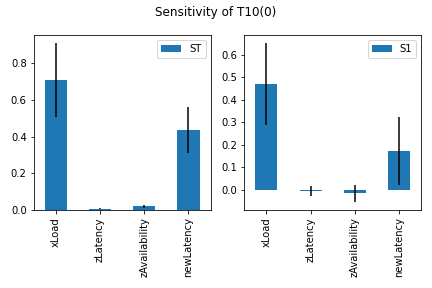 Sensitivity of T10(0)
ST
0.8
0.6
0.4
0.2
0.0
xLoad
zLatency
zAvailability
newLatency
S1
0.6
0.5
0.4
0.3
0.2
0.1
0.0
xLoad
zLatency
zAvailability
newLatency